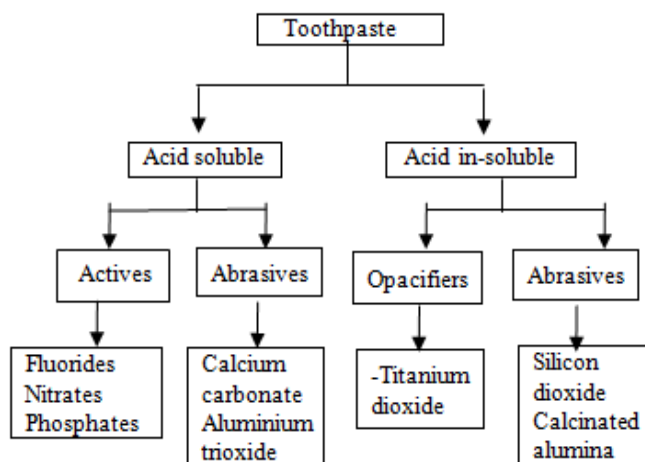 Toothpaste
Acid soluble
Acid in-soluble
Actives
Abrasives
Opacifiers
Abrasives
Fluorides
Nitrates
Phosphates
Calcium
carbonate
Aluminium
trioxide
-Titanium
dioxide
Silicon
dioxide
Calcinated
alumina